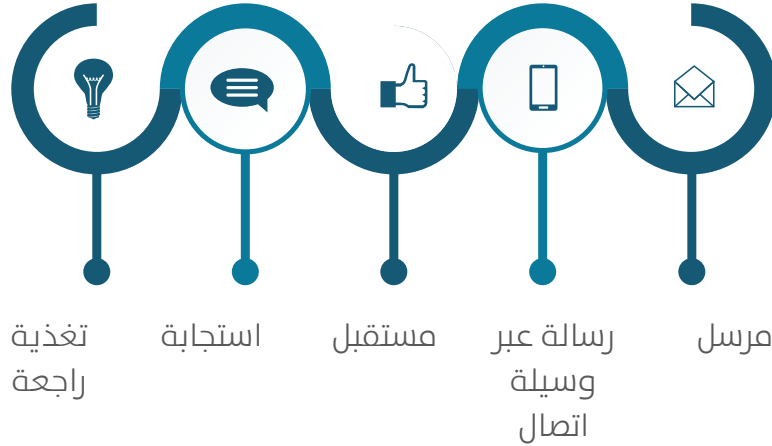 مرسل
رسالة عبر
وسيلة
اتصال
مستقبل
استجابة
تغذية
راجعة